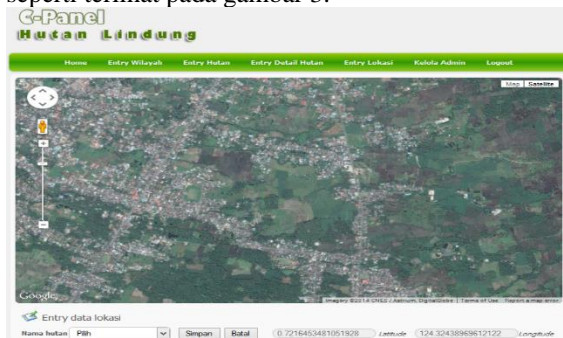 seperti terlihat pada gambar 5.
C-Panel
Hutan Lindung
Home Entry Wilayah Entry Hutan Entry Detail Hutan Entry Lokasi Kelola Admin Logout
Map Satellite
Google
Imagery ©2014 CNES / Astrium, DigitalGlobe Terms of Use Report a map error
Entry data lokasi
Nama hutan Pilih Simpan Batal 0.7216453481051928 Lattitude 124.32438969612122 Longitude